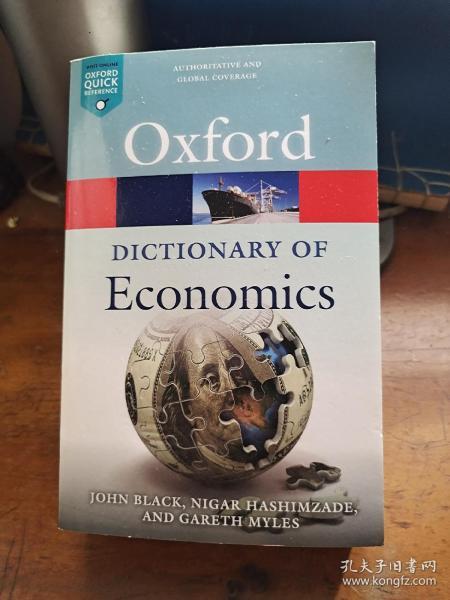 VISIT ONLINE
OXFORD
QUICK
REFERENCE
AUTHORITATIVE AND
GLOBAL COVERAGE
Oxford
DICTIONARY OF
Economics
JOHN BLACK, NIGAR HASHIMZADE,
AND GARETH MYLES
孔夫子旧书网
www.kongfz.com